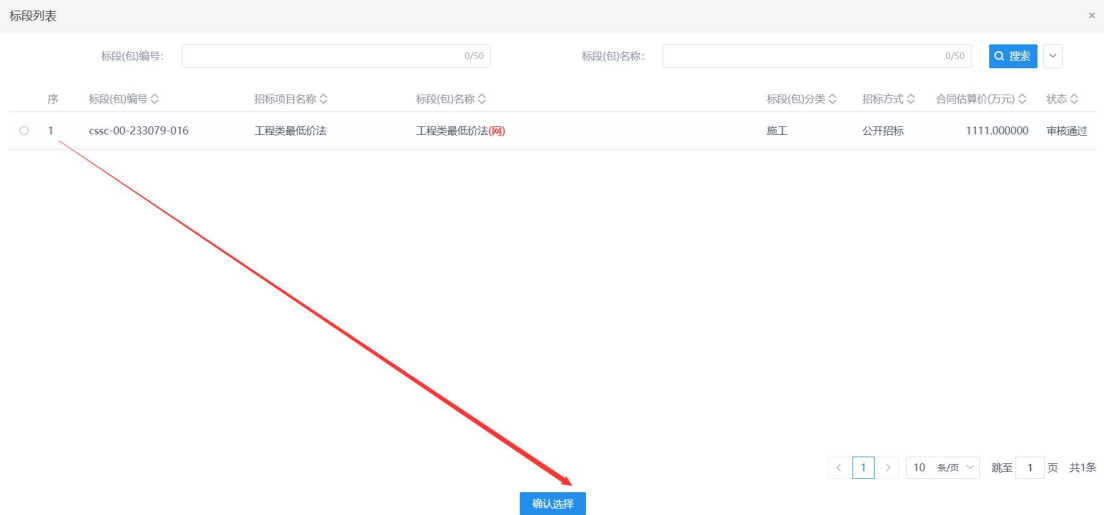 标段列表 ×
标段(包)编号: 0/50 标段(包)名称: 0/50 搜索
序 标段(包)编号 招标项目名称 标段(包)名称 标段(包)分类 招标方式 合同估算价(万元) 状态
1 cssc-00-233079-016 工程类最低价法 工程类最低价法(网) 施工 公开招标 1111.000000 审核通过
< 1 > 10 条/页 跳至 1 页 共1条
确认选择